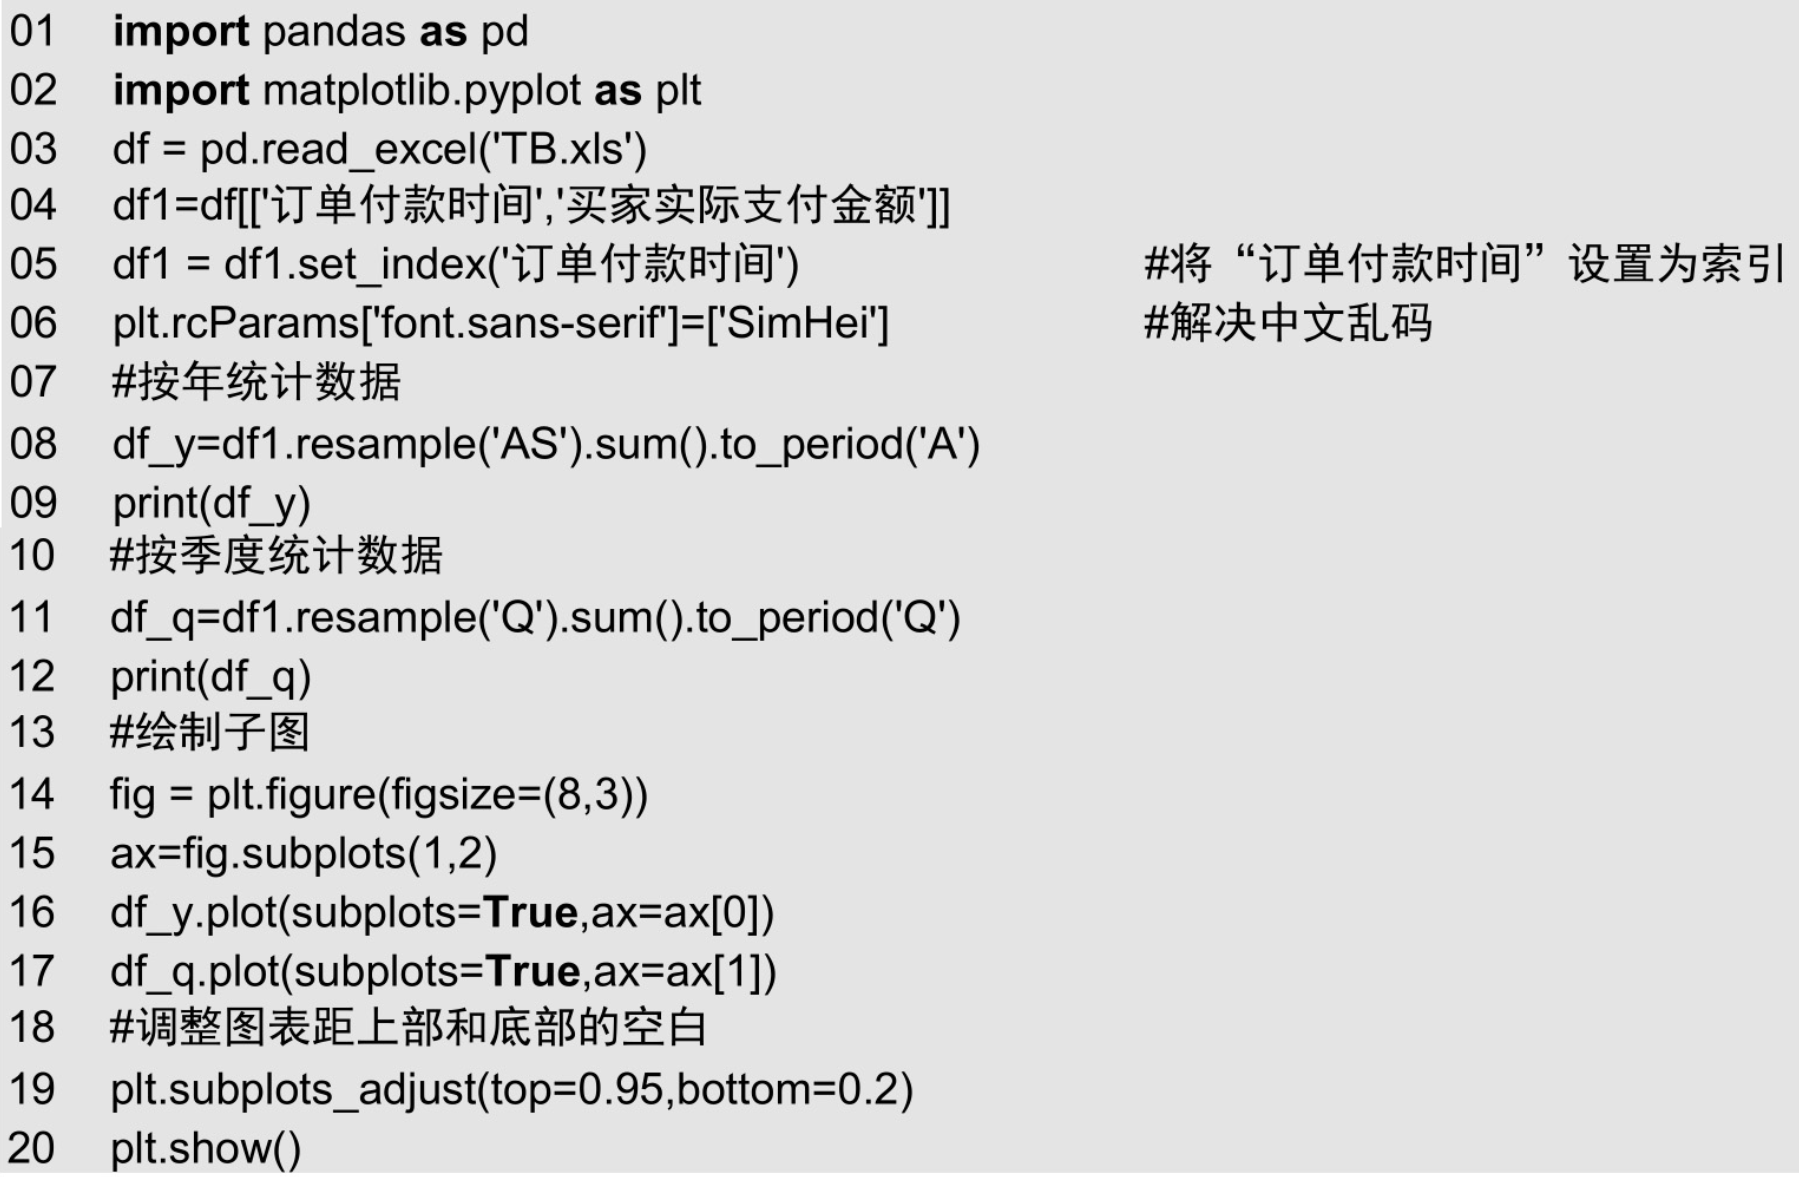 01 import pandas as pd
02 import matplotlib.pyplot as plt
03 df = pd.read_excel('TB.xls')
04 df1=df[['订单付款时间','买家实际支付金额']]
05 df1 = df1.set_index('订单付款时间') #将“订单付款时间”设置为索引
06 plt.rcParams['font.sans-serif']=['SimHei'] #解决中文乱码
07 #按年统计数据
08 df_y=df1.resample('AS').sum().to_period('A')
09 print(df_y)
10 #按季度统计数据
11 df_q=df1.resample('Q').sum().to_period('Q')
12 print(df_q)
13 #绘制子图
14 fig = plt.figure(figsize=(8,3))
15 ax=fig.subplots(1,2)
16 df_y.plot(subplots=True,ax=ax[0])
17 df_q.plot(subplots=True,ax=ax[1])
18 #调整图表距上部和底部的空白
19 plt.subplots_adjust(top=0.95,bottom=0.2)
20 plt.show()